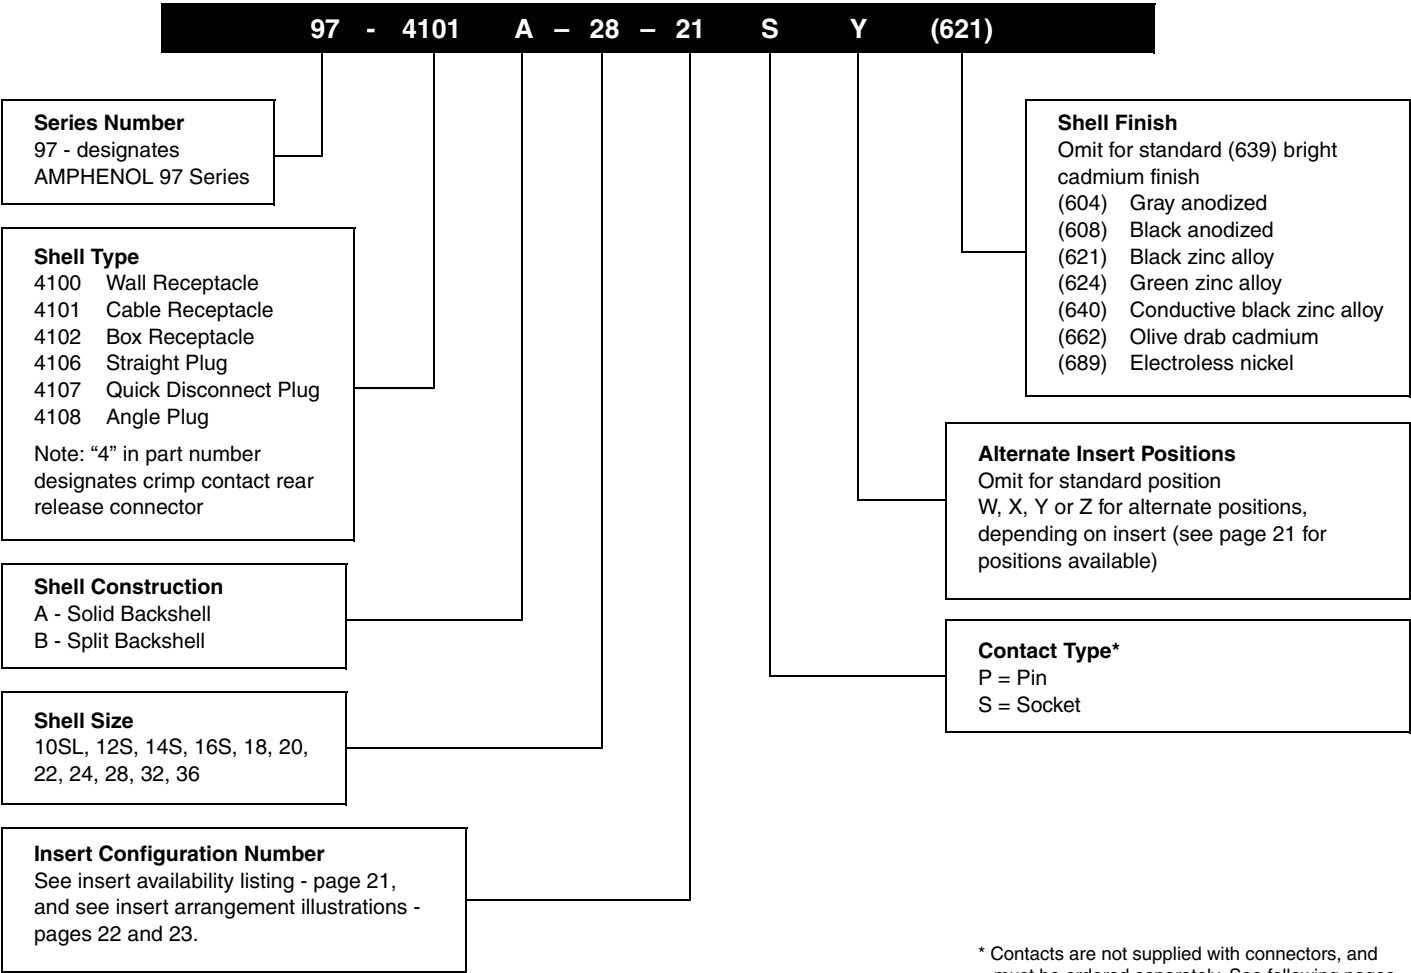 97 - 4101 A – 28 – 21 S Y (621)
Series Number
97 - designates
AMPHENOL 97 Series
Shell Type
4100 Wall Receptacle
4101 Cable Receptacle
4102 Box Receptacle
4106 Straight Plug
4107 Quick Disconnect Plug
4108 Angle Plug
Note: “4” in part number
designates crimp contact rear
release connector
Shell Construction
A - Solid Backshell
B - Split Backshell
Shell Size
10SL, 12S, 14S, 16S, 18, 20,
22, 24, 28, 32, 36
Insert Configuration Number
See insert availability listing - page 21,
and see insert arrangement illustrations -
pages 22 and 23.
Shell Finish
Omit for standard (639) bright
cadmium finish
(604) Gray anodized
(608) Black anodized
(621) Black zinc alloy
(624) Green zinc alloy
(640) Conductive black zinc alloy
(662) Olive drab cadmium
(689) Electroless nickel
Alternate Insert Positions
Omit for standard position
W, X, Y or Z for alternate positions,
depending on insert (see page 21 for
positions available)
Contact Type*
P = Pin
S = Socket
* Contacts are not supplied with connectors, and
must be ordered separately. See following pages